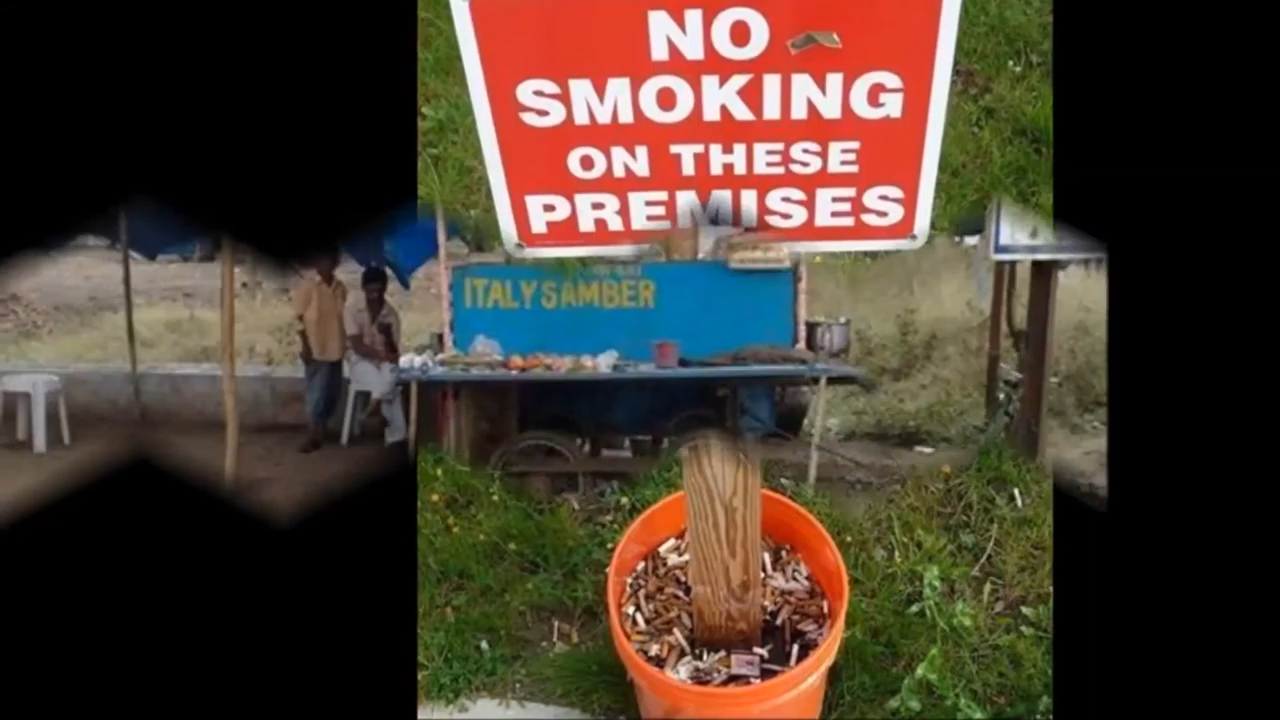 NO
SMOKING
ON THESE
PREMISES
ITALY SAMBER